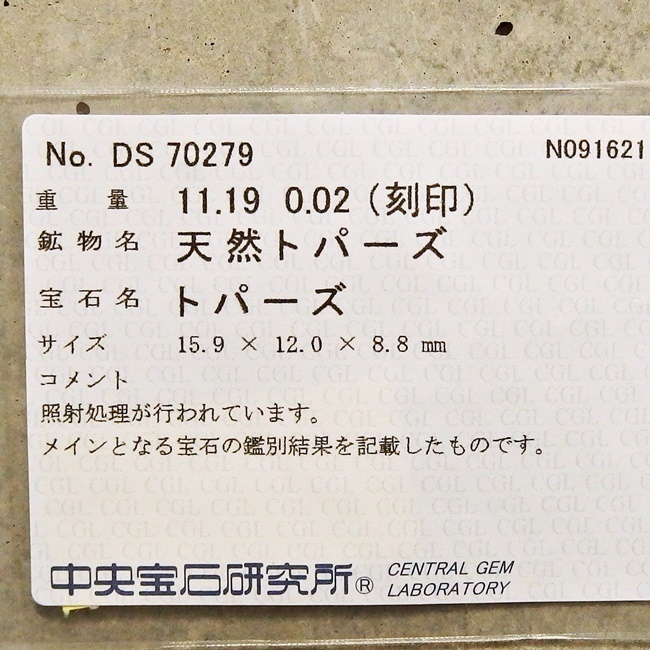 No. DS 70279 N091621
重量 11.19 0.02 (刻印)
鉱物名 天然トパーズ
宝石名 トパーズ
サイズ 15.9 × 12.0 × 8.8 mm
コメント
照射処理が行われています。
メインとなる宝石の鑑別結果を記載したものです。
中央宝石研究所® CENTRAL GEM
LABORATORY